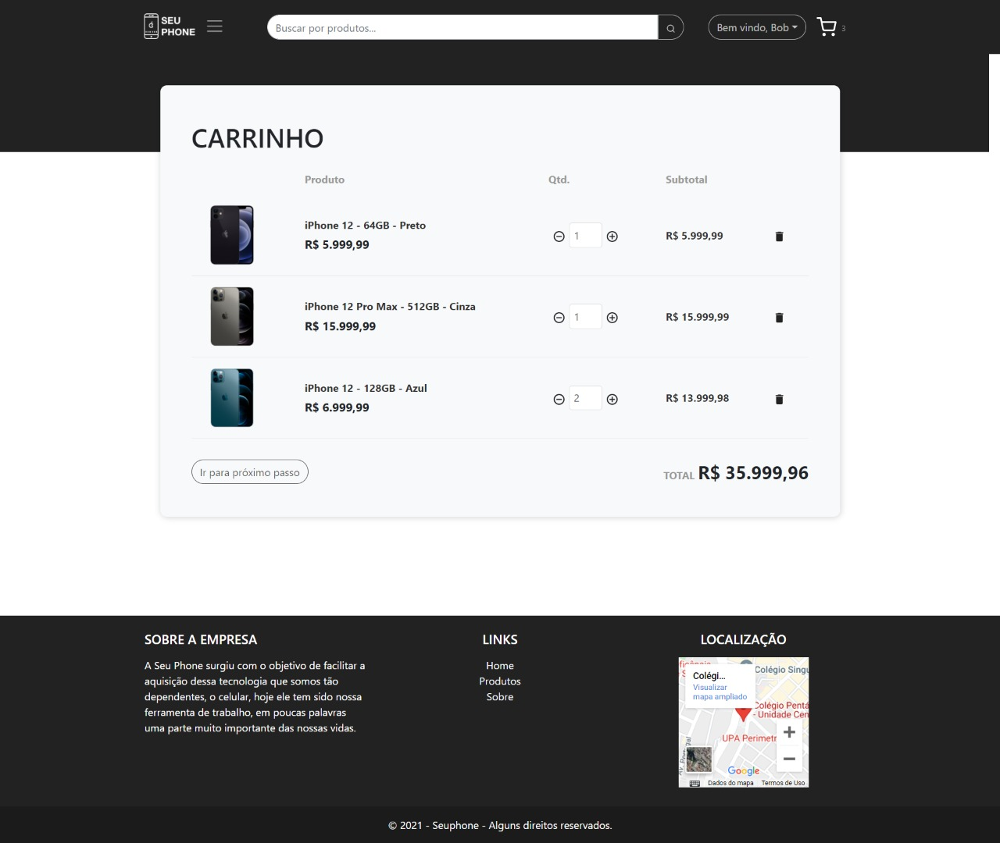 SEU
PHONE
Buscar por produtos...
Bem vindo, Bob
3
CARRINHO
Produto Qtd. Subtotal
iPhone 12 - 64GB - Preto
R$ 5.999,99
1
R$ 5.999,99
iPhone 12 Pro Max - 512GB - Cinza
R$ 15.999,99
1
R$ 15.999,99
iPhone 12 - 128GB - Azul
R$ 6.999,99
2
R$ 13.999,98
Ir para próximo passo
TOTAL R$ 35.999,96
SOBRE A EMPRESA
A Seu Phone surgiu com o objetivo de facilitar a
aquisição dessa tecnologia que somos tão
dependentes, o celular, hoje ele tem sido nossa
ferramenta de trabalho, em poucas palavras
uma parte muito importante das nossas vidas.
LINKS
Home
Produtos
Sobre
LOCALIZAÇÃO
Colégi...
Visualizar
mapa ampliado
Colégio Singu
Colégio Pentá
- Unidade Cen
UPA Perimetr
Av. Portugal
Google
Dados do mapa Termos de Uso
© 2021 - Seuphone - Alguns direitos reservados.